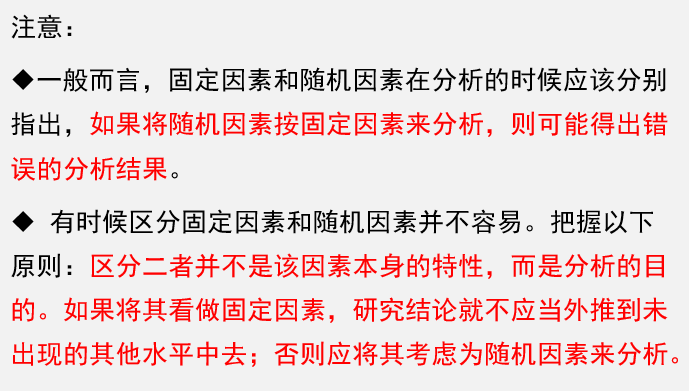 注意：
◆一般而言，固定因素和随机因素在分析的时候应该分别
指出，如果将随机因素按固定因素来分析，则可能得出错
误的分析结果。
◆ 有时候区分固定因素和随机因素并不容易。把握以下
原则：区分二者并不是该因素本身的特性，而是分析的目
的。如果将其看做固定因素，研究结论就不应当外推到未
出现的其他水平中去；否则应将其考虑为随机因素来分析。